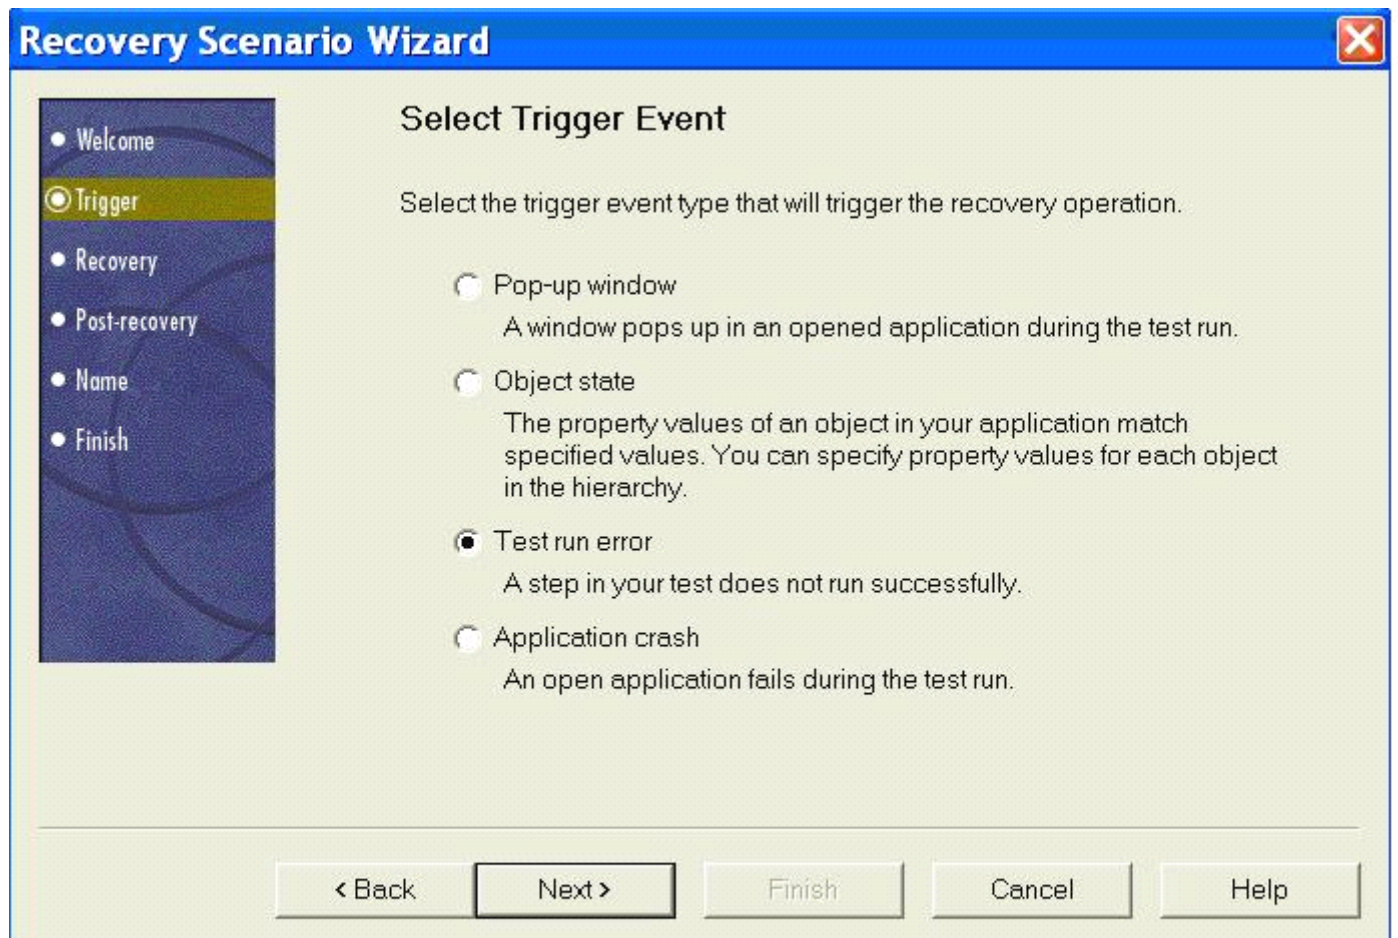 Recovery Scenario Wizard
Welcome
Trigger
Recovery
Post-recovery
Name
Finish
Select Trigger Event
Select the trigger event type that will trigger the recovery operation.
Pop-up window
A window pops up in an opened application during the test run.
Object state
The property values of an object in your application match
specified values. You can specify property values for each object
in the hierarchy.
Test run error
A step in your test does not run successfully.
Application crash
An open application fails during the test run.
< Back
Next >
Finish
Cancel
Help